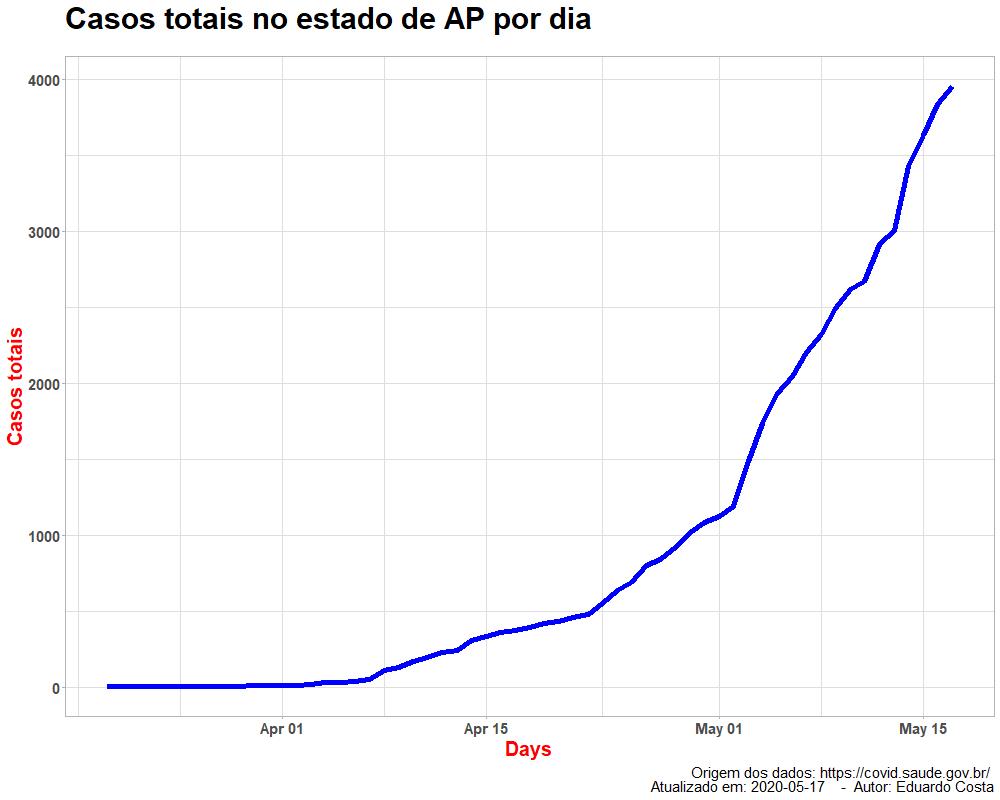 Casos totais no estado de AP por dia
4000
3000
2000
1000
0
Casos totais
Apr 01
Apr 15
May 01
May 15
Days
Origem dos dados: https://covid.saude.gov.br/
Atualizado em: 2020-05-17    -  Autor: Eduardo Costa